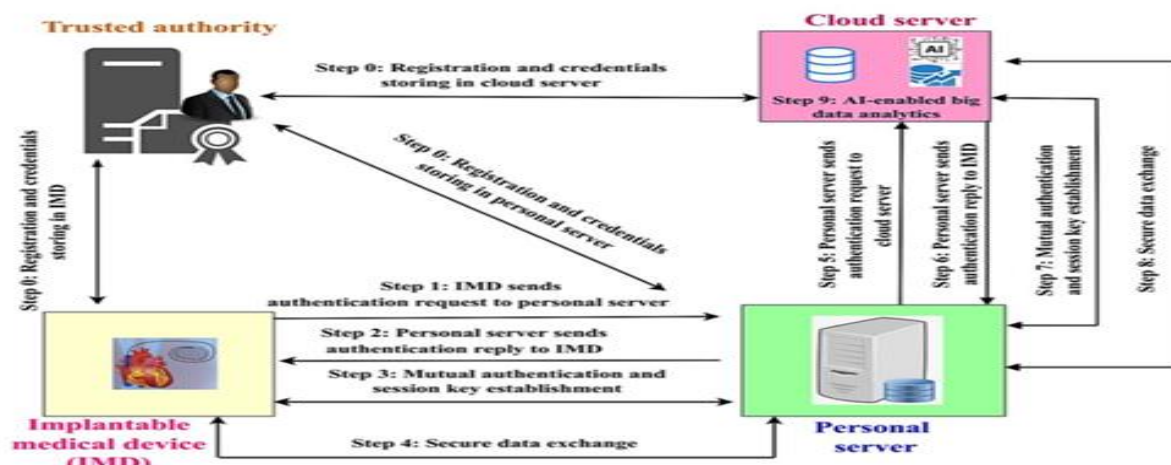 Trusted authority
Cloud server
AI
Step 0: Registration and credentials
storing in cloud server
Step 9: AI-enabled big
data analytics
Step 0: Registration and credentials
storing in personal server
Step 0: Registration and credentials
storing in IMD
Step 5: Personal server sends
authentication request to
cloud server
Step 6: Personal server sends
authentication reply to IMD
Step 7: Mutual authentication
and session key establishment
Step 8: Secure data exchange
Step 1: IMD sends
authentication request to personal server
Step 2: Personal server sends
authentication reply to IMD
Step 3: Mutual authentication and
session key establishment
Step 4: Secure data exchange
Implantable
medical device
(IMD)
Personal
server